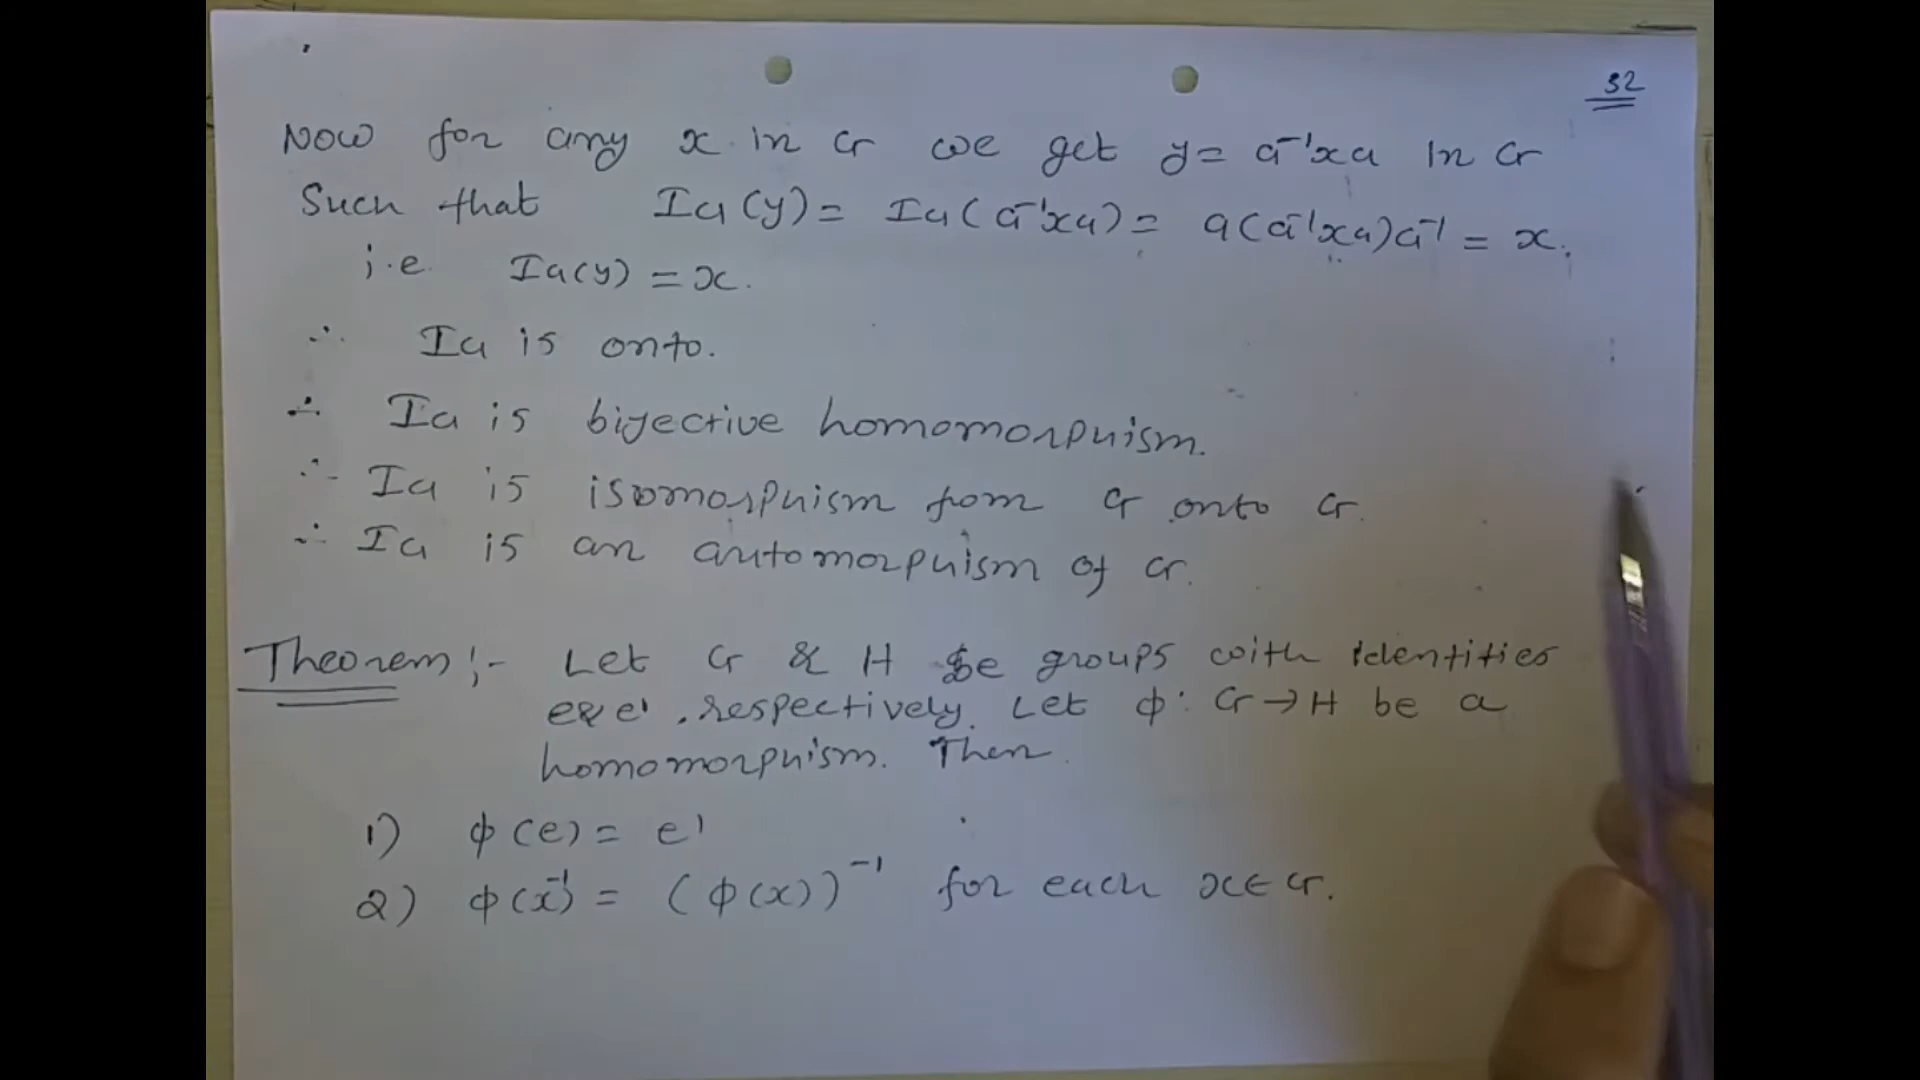 32
Now for any x in G we get y = a⁻¹xa in G
Such that Ia(y) = Ia(a⁻¹xa) = a(a⁻¹xa)a⁻¹ = x.
i.e. Ia(y) = x.
∴ Ia is onto.
∴ Ia is bijective homomorphism.
∴ Ia is isomorphism from G onto G.
∴ Ia is an automorphism of G.
Theorem :- Let G & H be groups with identities
e & e' respectively. Let φ : G → H be a
homomorphism. Then
1) φ(e) = e'
2) φ(x⁻¹) = (φ(x))⁻¹ for each x ∈ G.